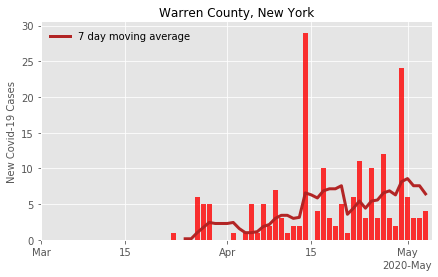 Warren County, New York
7 day moving average
New Covid-19 Cases
30
25
20
15
10
5
0
Mar
15
Apr
15
May
2020-May